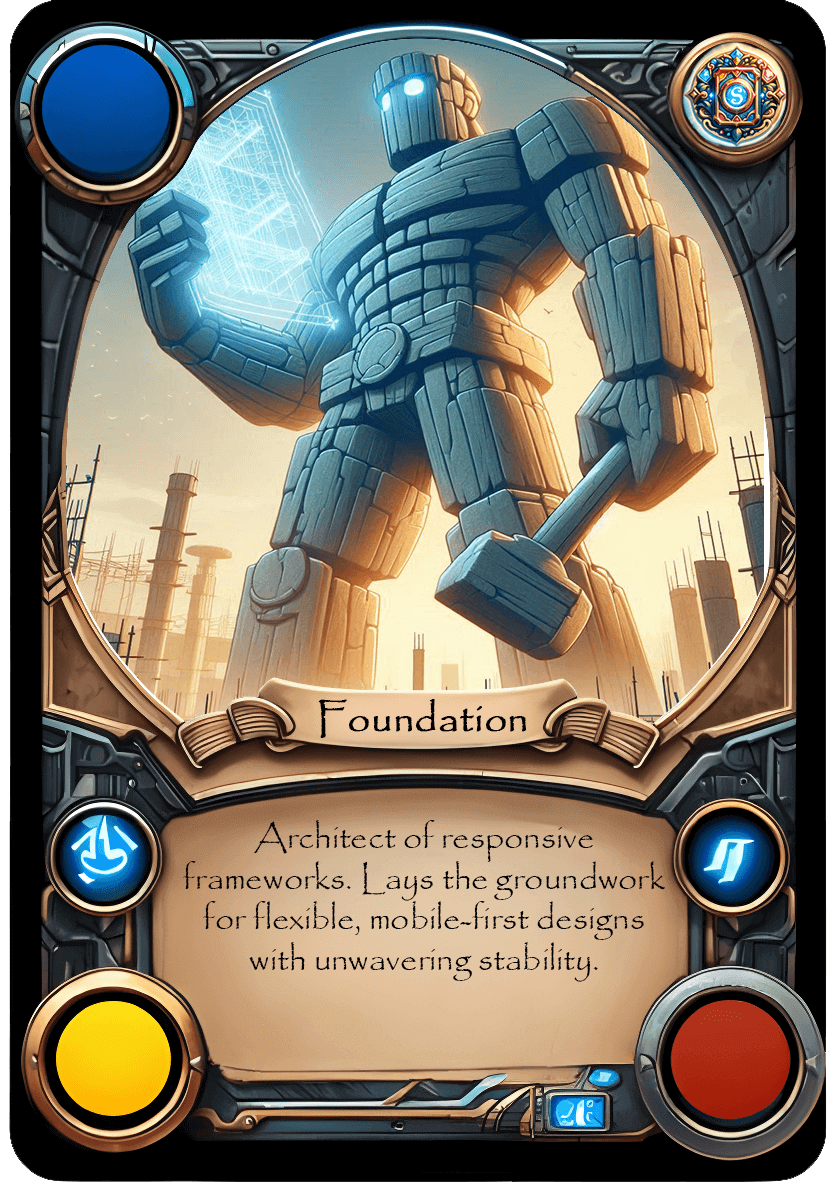 S
Foundation
Architect of responsive
frameworks. Lays the groundwork
for flexible, mobile-first designs
with unwavering stability.